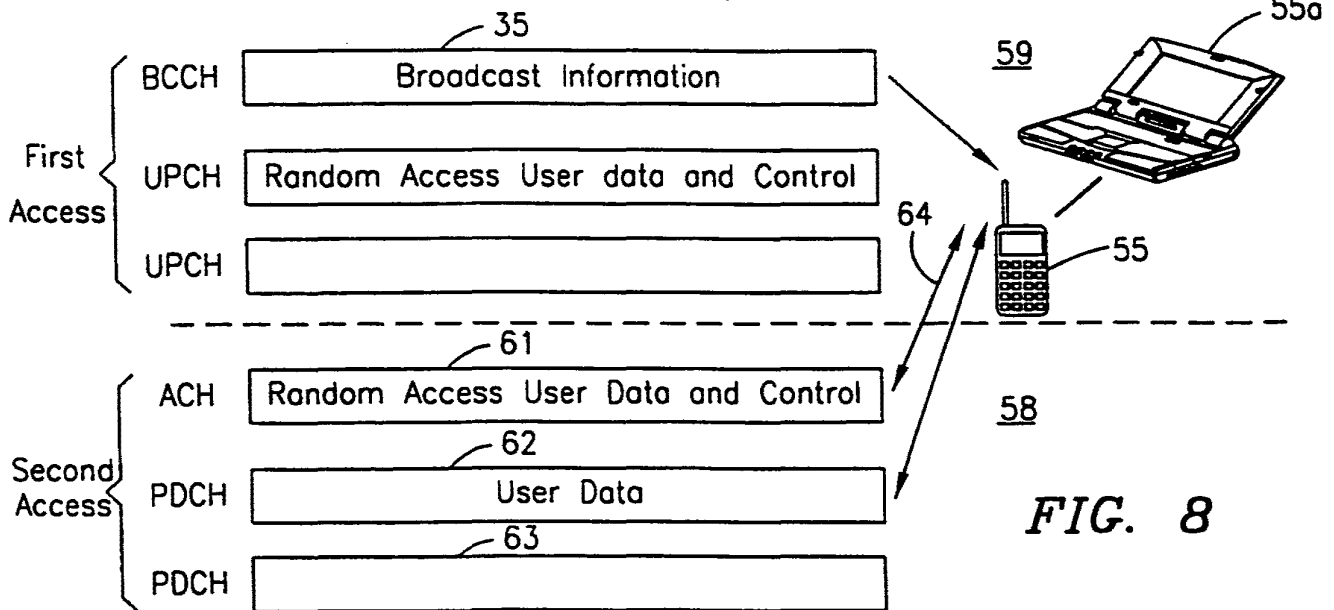 35
55a
BCCH
Broadcast Information
59
First
Access
UPCH
Random Access User data and Control
64
55
UPCH
61
ACH
Random Access User Data and Control
58
62
Second
Access
PDCH
User Data
FIG. 8
63
PDCH